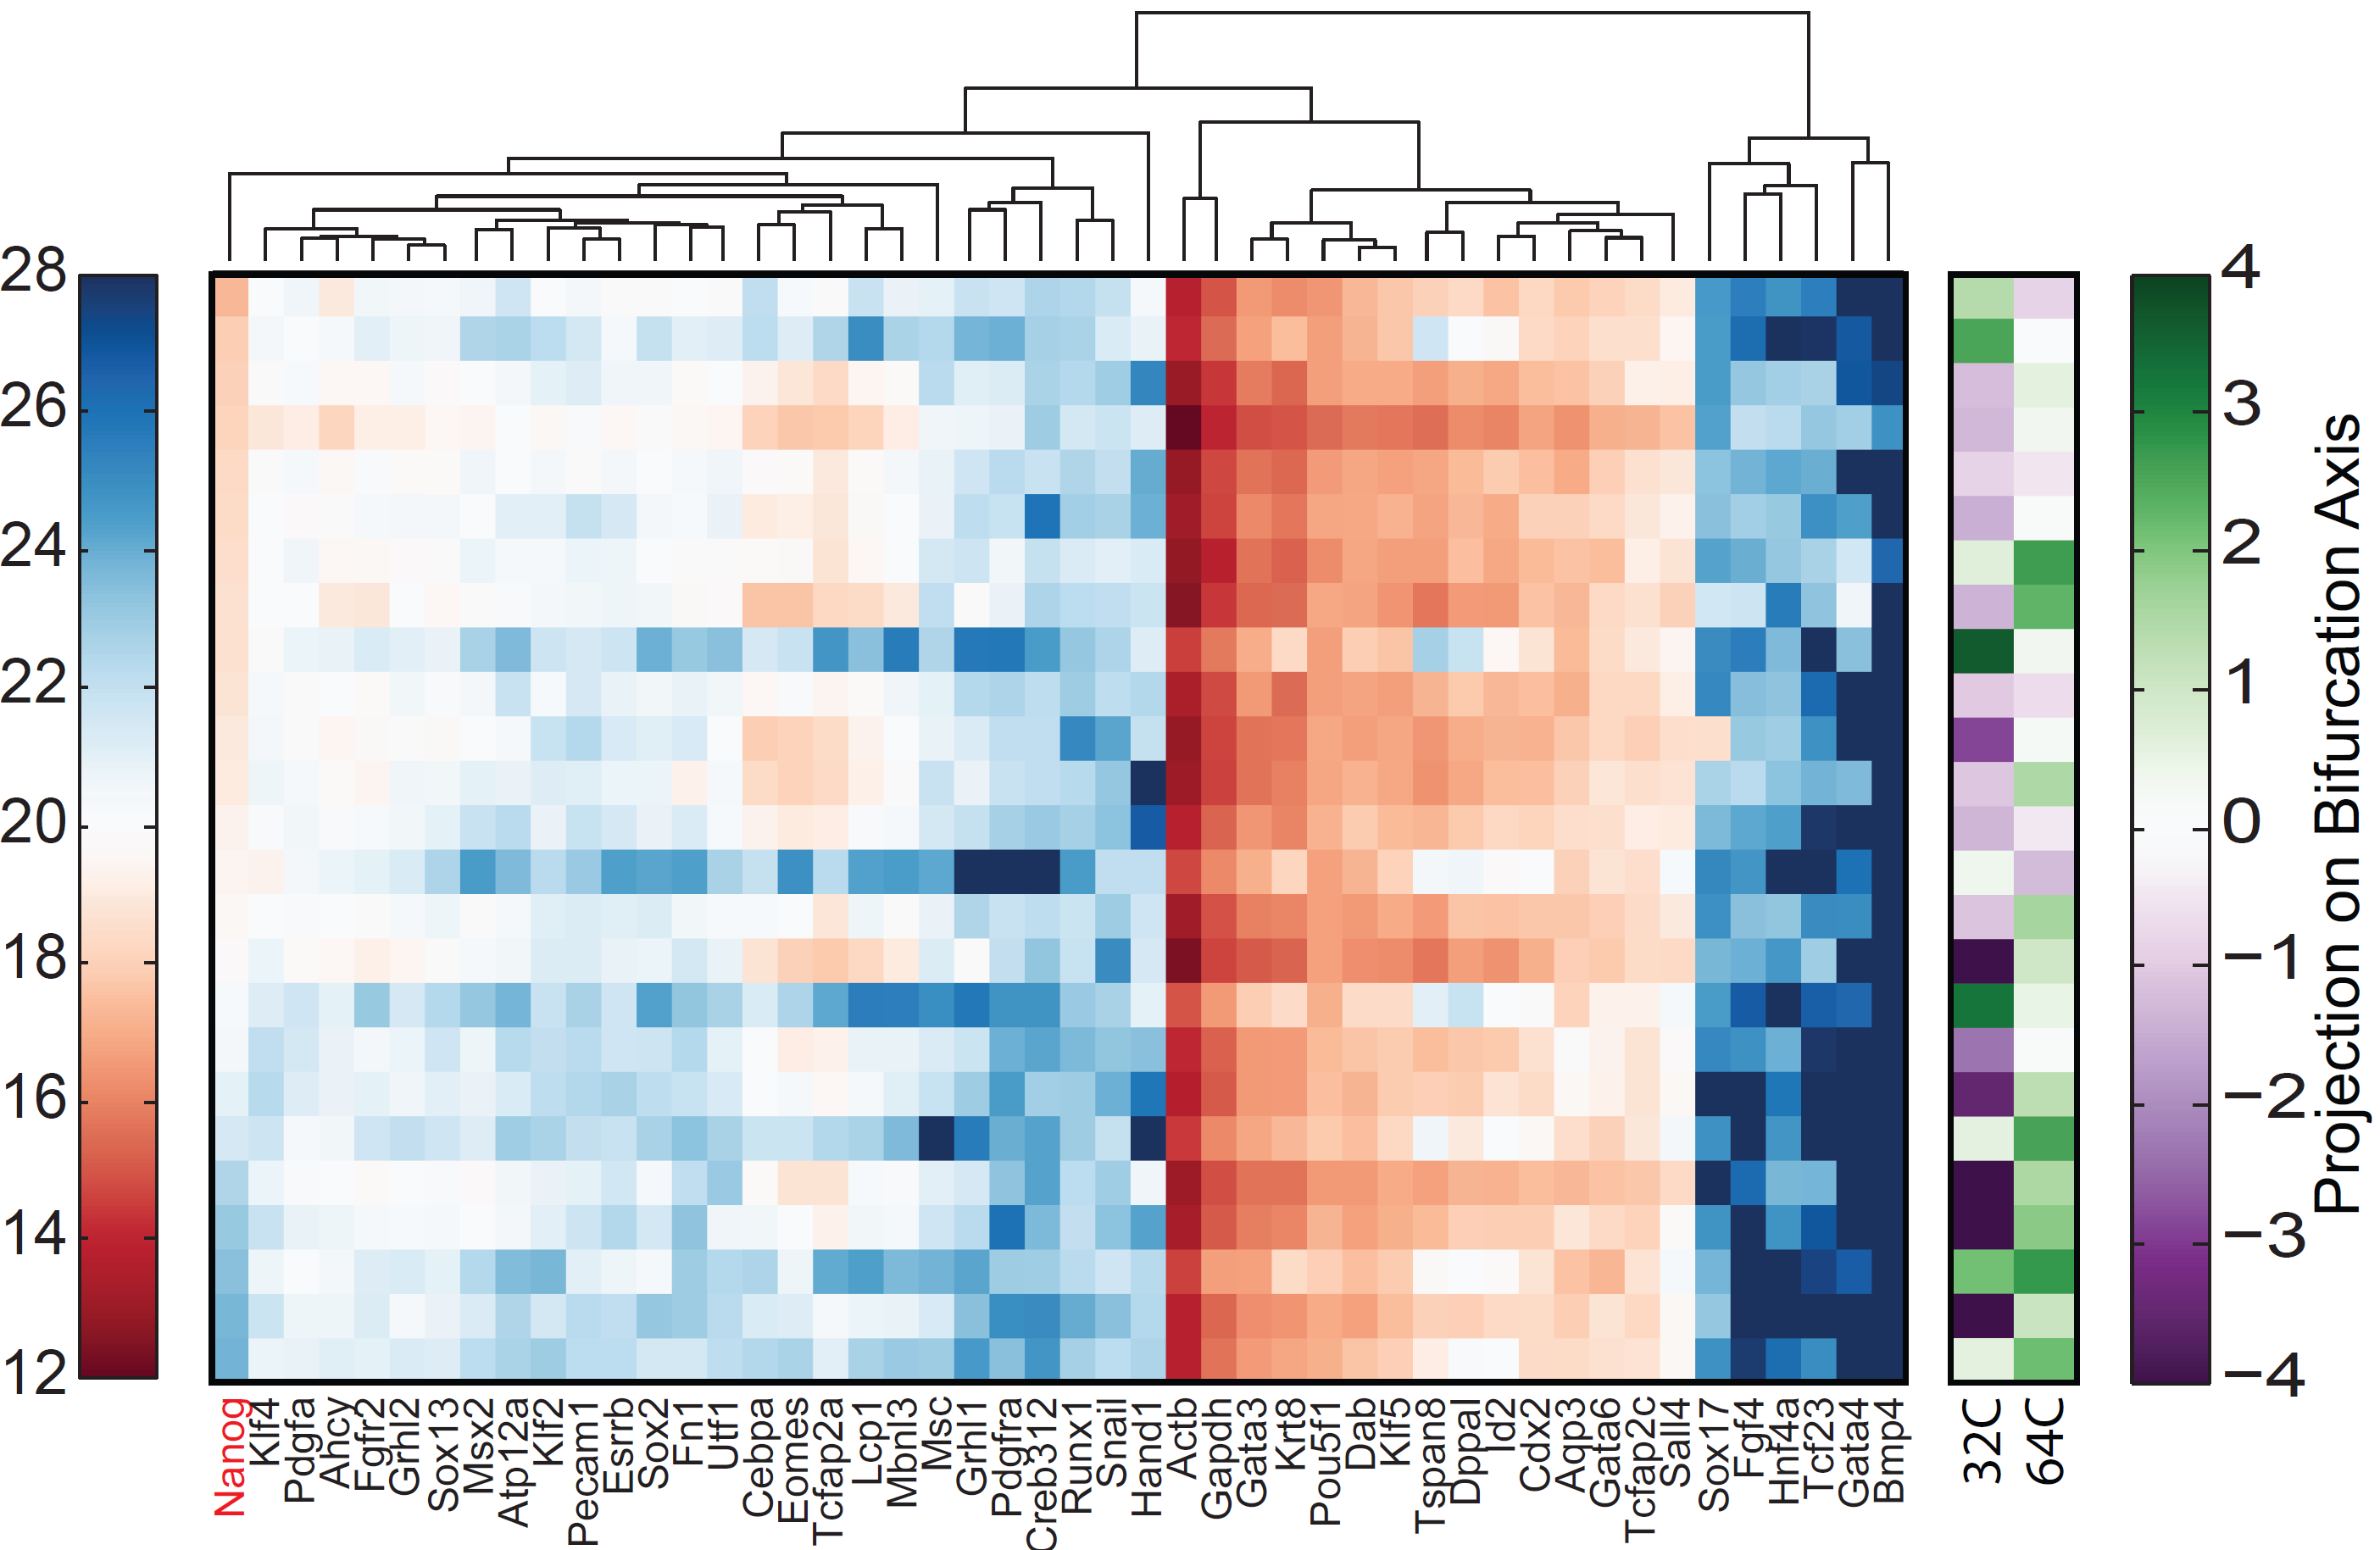 28
26
24
22
20
18
16
14
12
Nanog
Klf4
Pdgfa
Ahcy
Fgfr2
Grhl2
Sox13
Msx2
Atp12a
Klf2
Pecam1
Esrrb
Sox2
Fn1
Utf1
Cebpa
Eomes
Tcfap2a
Lcp1
Mbnl3
Msc
Grhl1
Pdgfra
Creb312
Runx1
Snail
Hand1
Actb
Gapdh
Gata3
Krt8
Pou5f1
Dab
Klf5
Tspan8
DppaI
Id2
Cdx2
Aqp3
Gata6
Tcfap2c
Sall4
Sox17
Fgf4
Hnf4a
Tcf23
Gata4
Bmp4
32C
64C
4
3
2
1
0
−1
−2
−3
−4
Projection on Bifurcation Axis